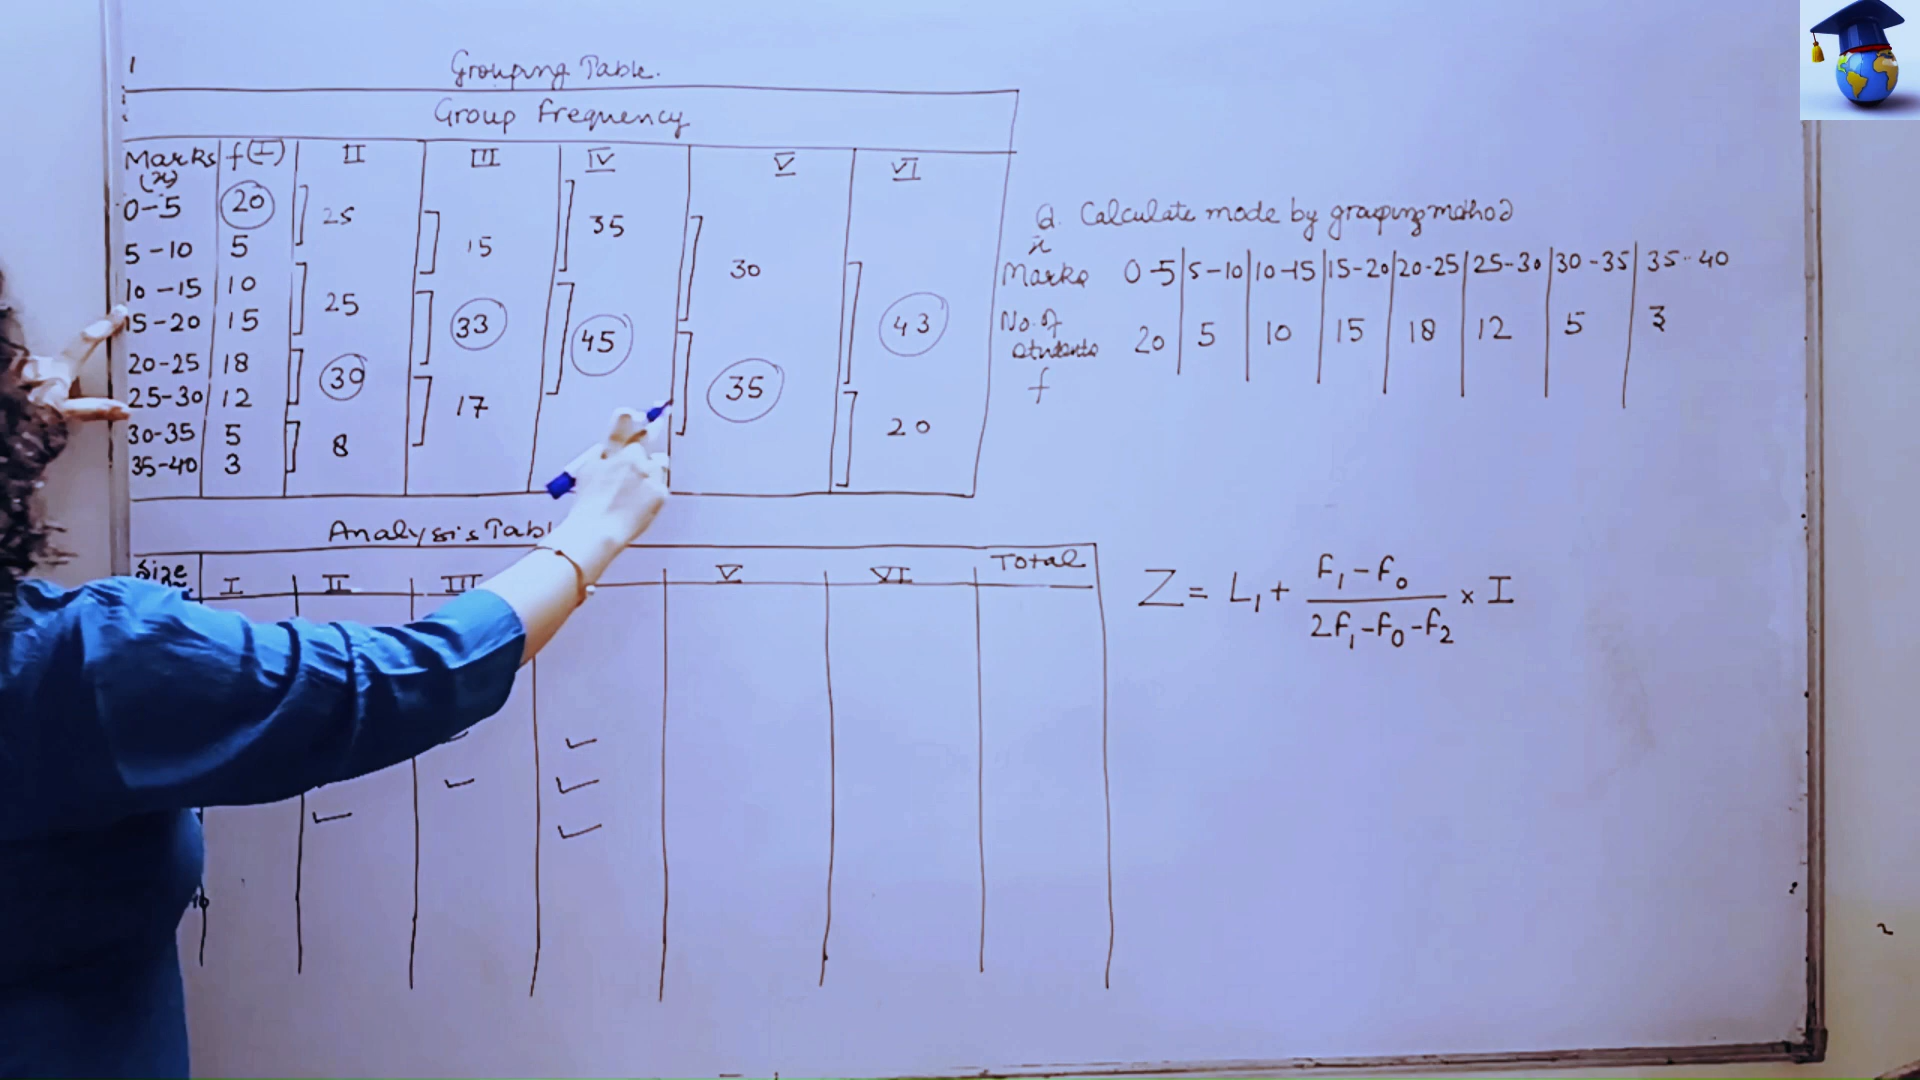 Grouping Table.
Group Frequency
Marks (x) f(I) II III IV V VI
0-5 20 25 35
5-10 5 15 30
10-15 10 25
15-20 15 33 45 43
20-25 18 39 35
25-30 12 17
30-35 5 8 20
35-40 3
Q. Calculate mode by grouping method
x
Marks 0-5 5-10 10-15 15-20 20-25 25-30 30-35 35-40
No. of students 20 5 10 15 18 12 5 3
f
Analysis Tabl
Size I II III V VI Total
Z = L₁ + f₁-f₀ / 2f₁-f₀-f₂ × I